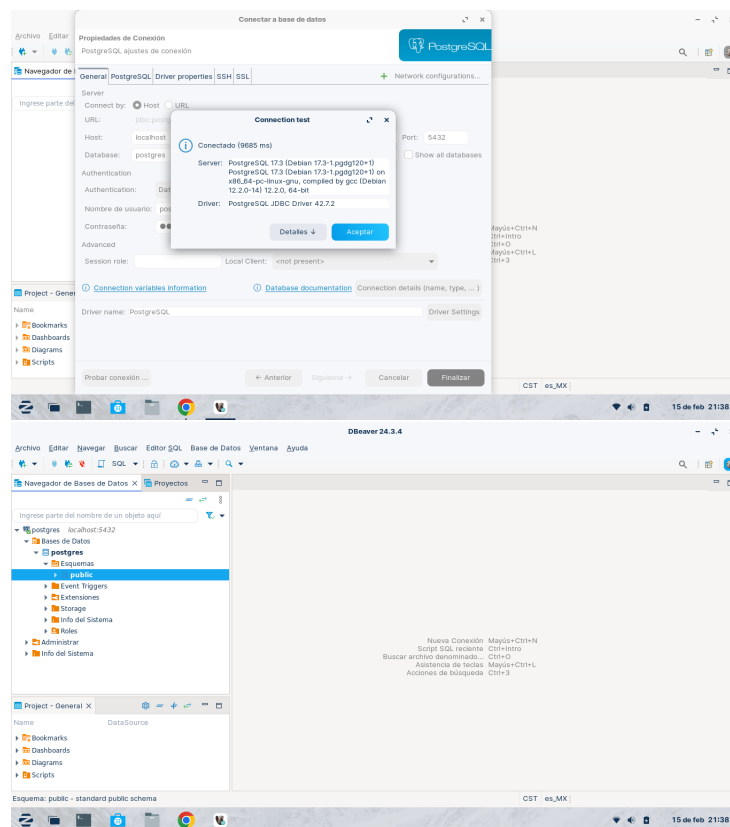 Conectar a base de datos
Archivo Editar
Propiedades de Conexión
PostgreSQL ajustes de conexión
PostgreSQL
Navegador de
General PostgreSQL Driver properties SSH SSL
Network configurations...
Ingrese parte del
Server
Connect by: Host URL
URL: jdbc:postg
Host: localhost
Port: 5432
Database: postgres
Show all databases
Authentication
Authentication: Dat
Nombre de usuario: pos
Contraseña:
Advanced
Session role:
Local Client: <not present>
Connection test
Conectado (9685 ms)
Server: PostgreSQL 17.3 (Debian 17.3-1.pgdg120+1)
PostgreSQL 17.3 (Debian 17.3-1.pgdg120+1) on
x86_64-pc-linux-gnu, compiled by gcc (Debian
12.2.0-14) 12.2.0, 64-bit
Driver: PostgreSQL JDBC Driver 42.7.2
Detalles ↓ Aceptar
Mayús+Ctrl+N
Ctrl+Intro
Ctrl+O
Mayús+Ctrl+L
Ctrl+3
Project - Gener
Connection variables information
Database documentation
Connection details (name, type, ... )
Name
Driver name: PostgreSQL
Driver Settings
Bookmarks
Dashboards
Diagrams
Scripts
Probar conexión ...
← Anterior Siguiente → Cancelar Finalizar
CST es_MX
15 de feb 21:38
DBeaver 24.3.4
Archivo Editar Navegar Buscar Editor SQL Base de Datos Ventana Ayuda
SQL
Navegador de Bases de Datos Proyectos
Ingrese parte del nombre de un objeto aquí
postgres localhost:5432
Bases de Datos
postgres
Esquemas
public
Event Triggers
Extensiones
Storage
Info del Sistema
Roles
Administrar
Info del Sistema
Nueva Conexión Mayús+Ctrl+N
Script SQL reciente Ctrl+Intro
Buscar archivo denominado... Ctrl+O
Asistencia de teclas Mayús+Ctrl+L
Acciones de búsqueda Ctrl+3
Project - General
Name DataSource
Bookmarks
Dashboards
Diagrams
Scripts
Esquema: public - standard public schema
CST es_MX
15 de feb 21:38